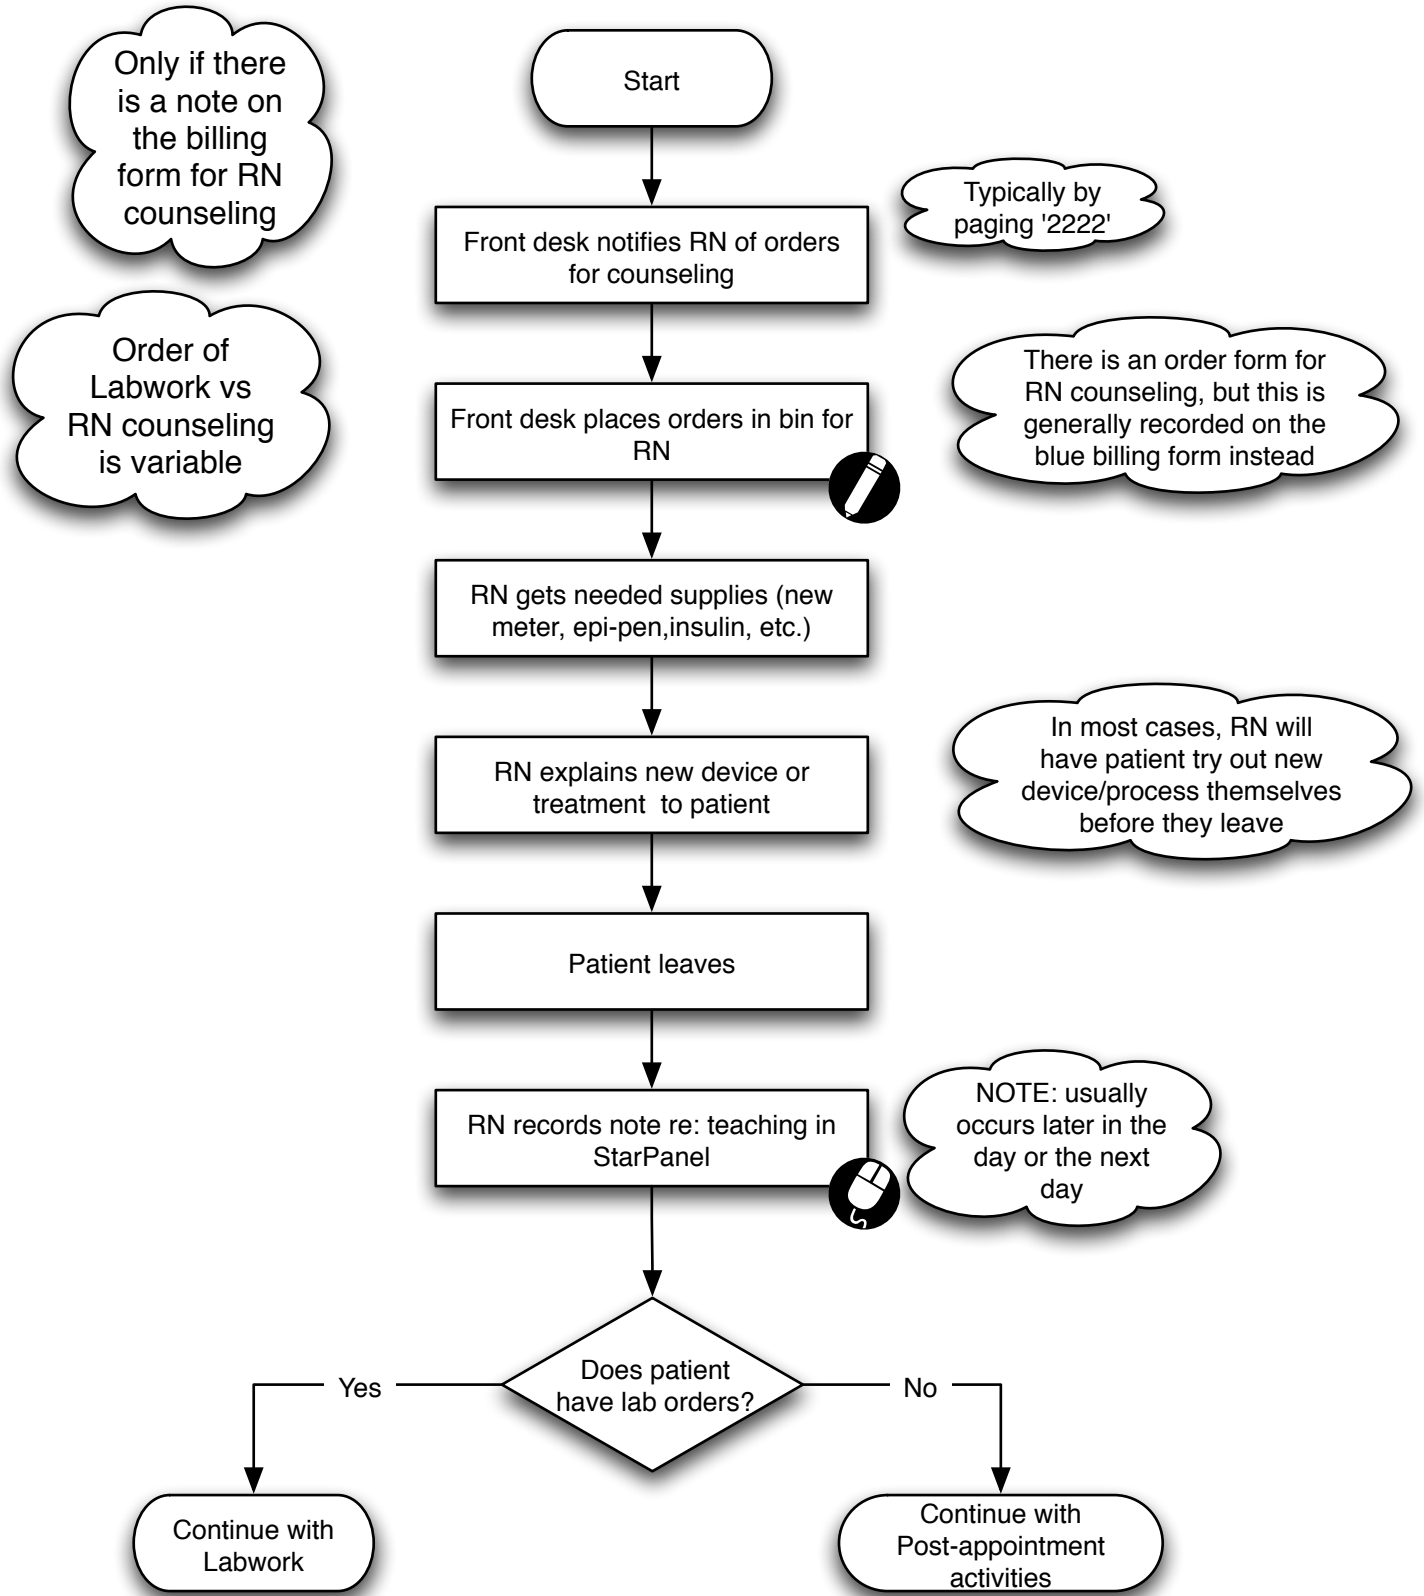 Only if there
is a note on
the billing
form for RN
counseling
Start
Typically by
paging '2222'
Front desk notifies RN of orders
for counseling
Order of
Labwork vs
RN counseling
is variable
There is an order form for
RN counseling, but this is
generally recorded on the
blue billing form instead
Front desk places orders in bin for
RN
RN gets needed supplies (new
meter, epi-pen,insulin, etc.)
In most cases, RN will
have patient try out new
device/process themselves
before they leave
RN explains new device or
treatment  to patient
Patient leaves
RN records note re: teaching in
StarPanel
NOTE: usually
occurs later in the
day or the next
day
Does patient
have lab orders?
Yes
No
Continue with
Labwork
Continue with
Post-appointment
activities